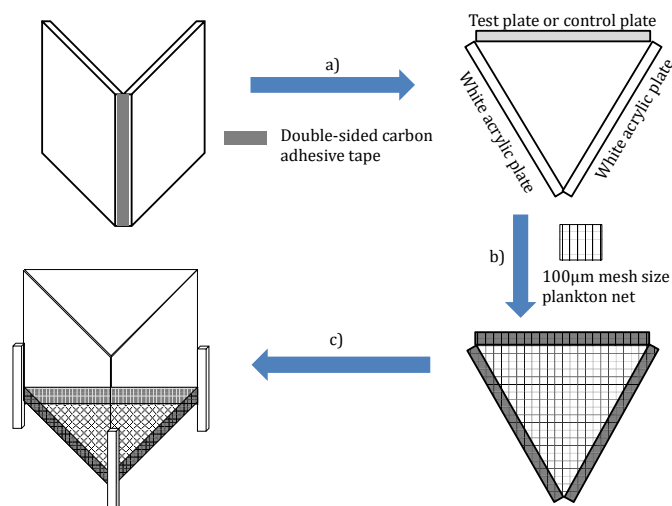 Test plate or control plate
a)
White acrylic plate
White acrylic plate
Double-sided carbon
adhesive tape
b)
100μm mesh size
plankton net
c)